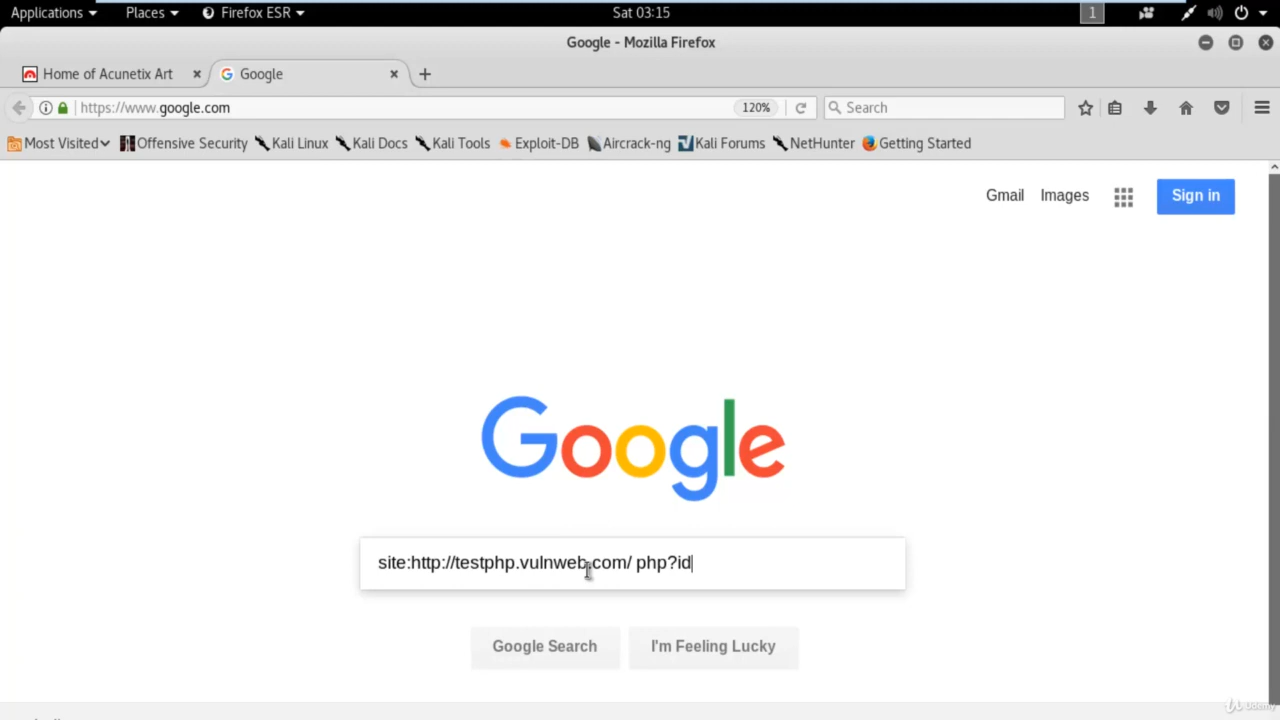 Applications Places Firefox ESR Sat 03:15 1
Google - Mozilla Firefox
Home of Acunetix Art Google
https://www.google.com 120% Search
Most Visited Offensive Security Kali Linux Kali Docs Kali Tools Exploit-DB Aircrack-ng Kali Forums NetHunter Getting Started
Gmail Images Sign in
Google
site:http://testphp.vulnweb.com/ php?id
Google Search I'm Feeling Lucky
Udemy